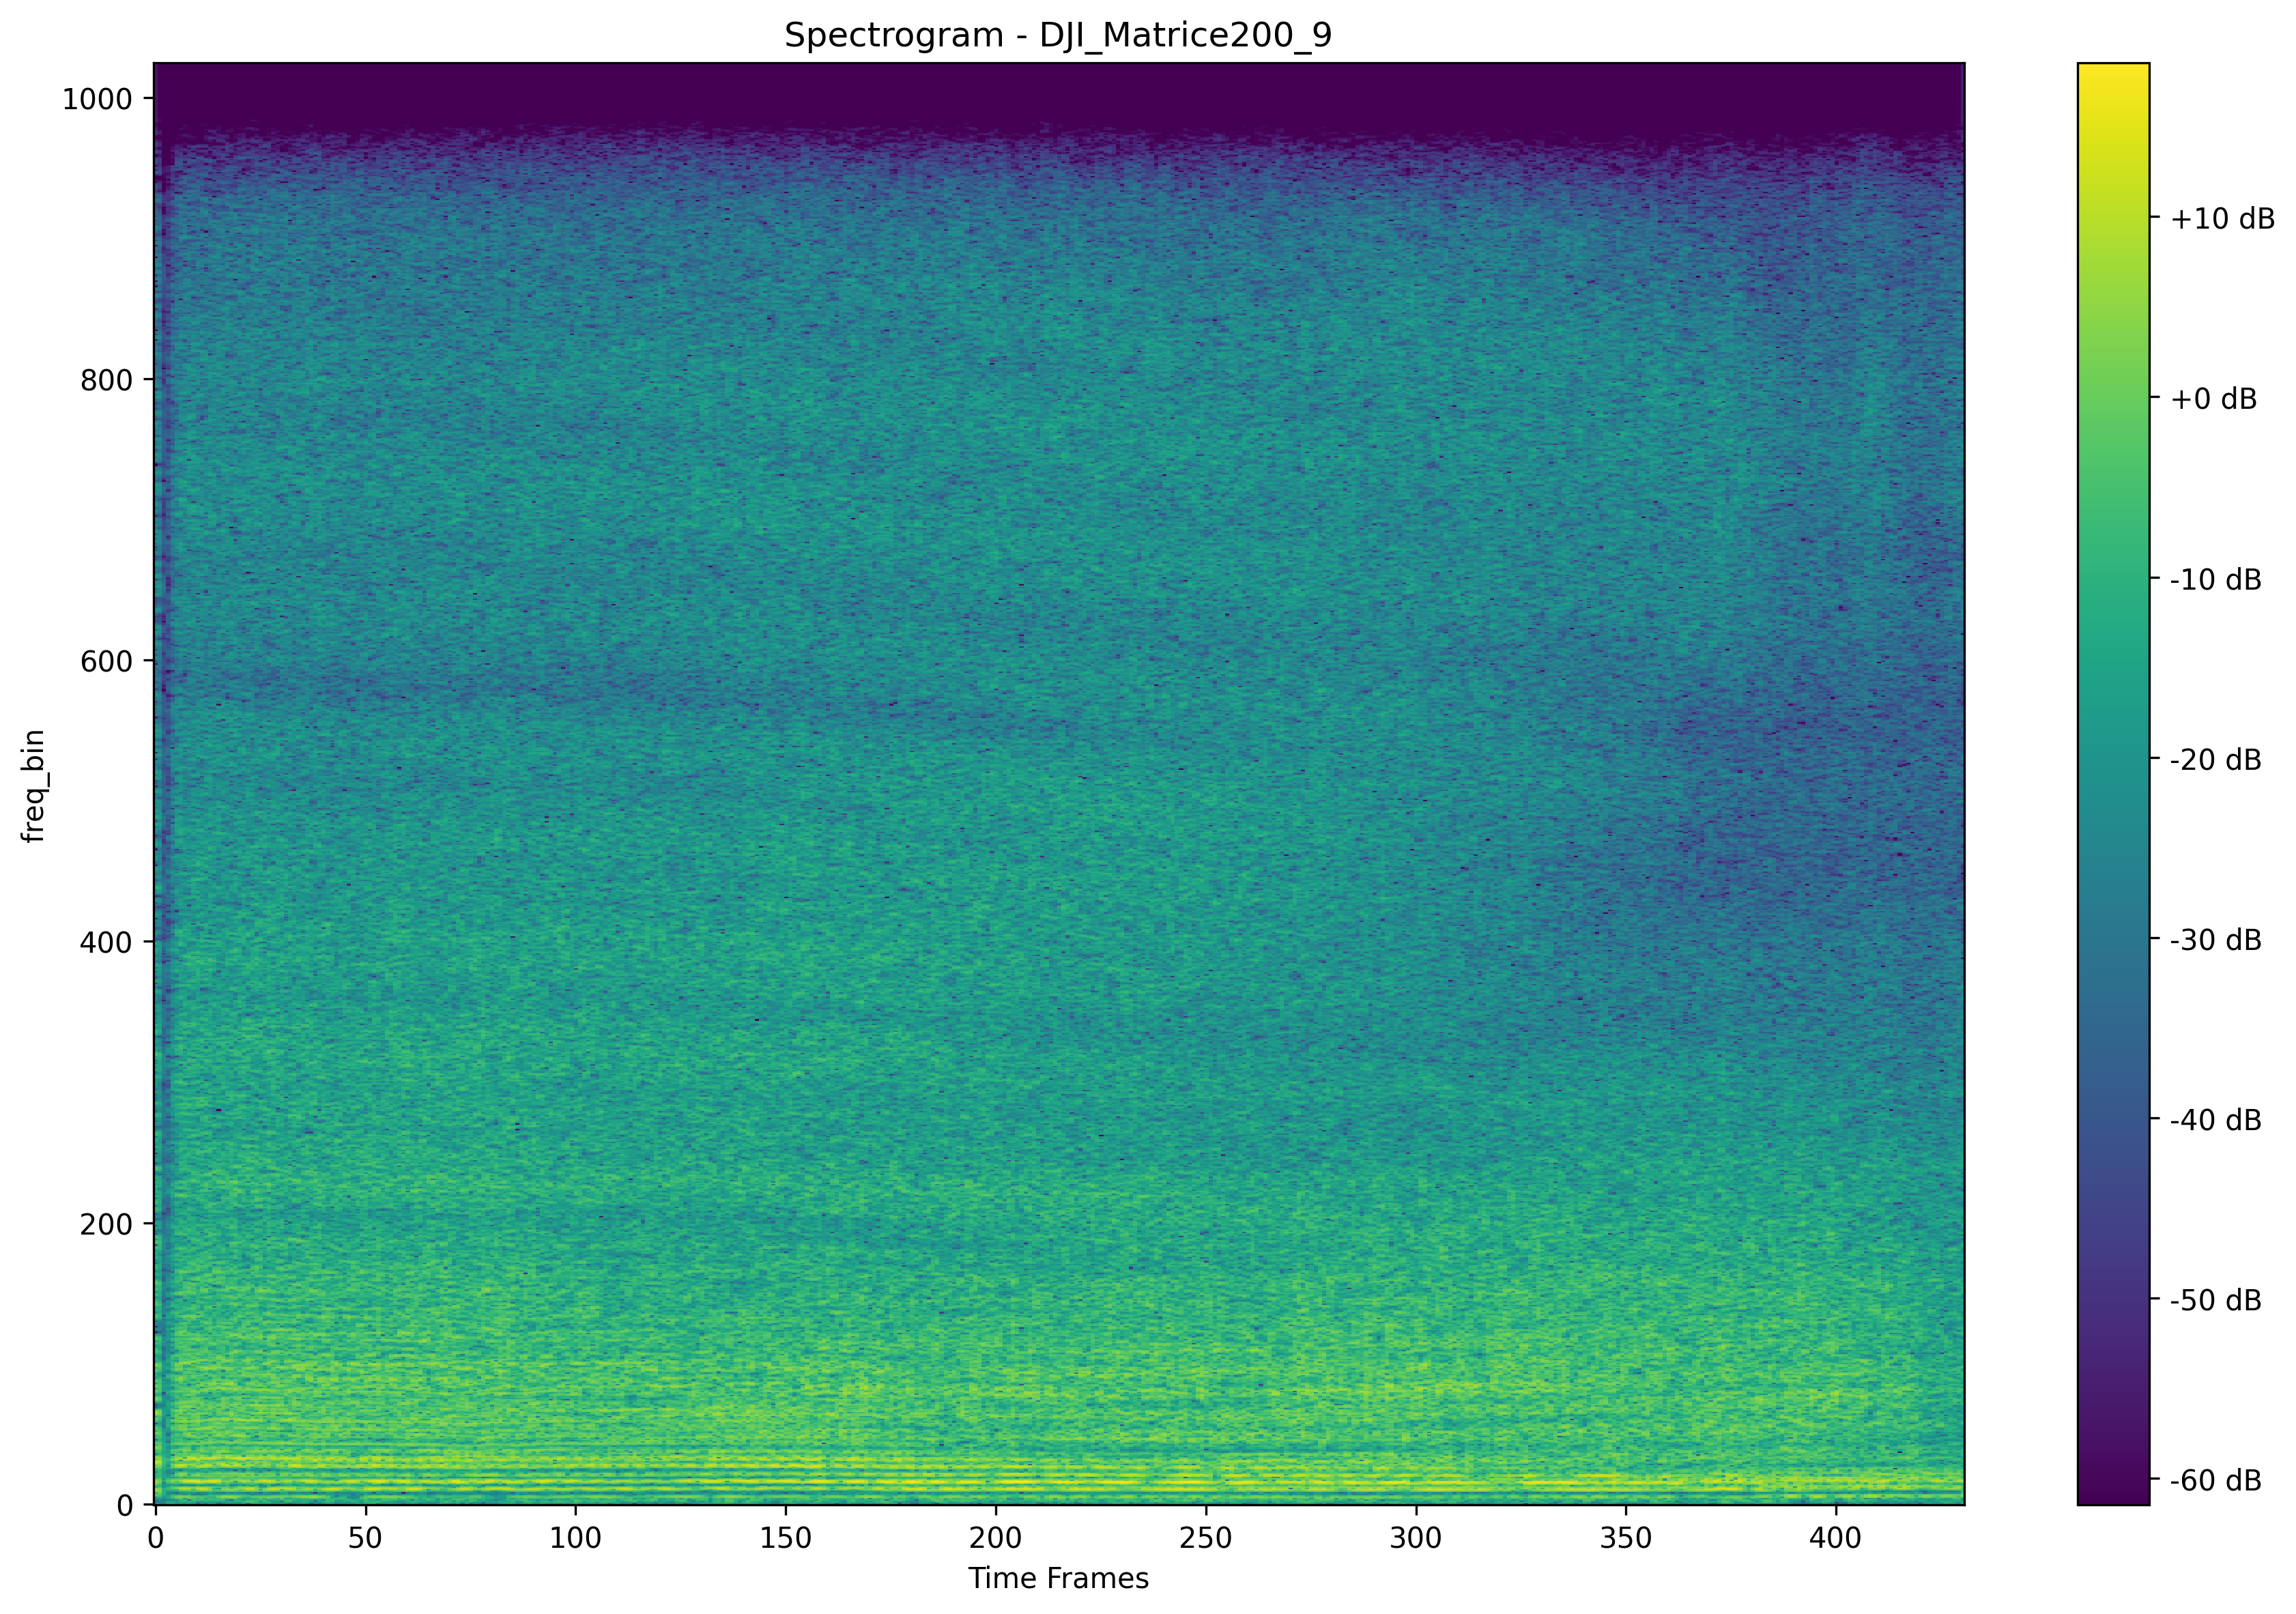 Spectrogram - DJI_Matrice200_9
1000
800
600
400
200
0
freq_bin
0 50 100 150 200 250 300 350 400
Time Frames
+10 dB
+0 dB
-10 dB
-20 dB
-30 dB
-40 dB
-50 dB
-60 dB